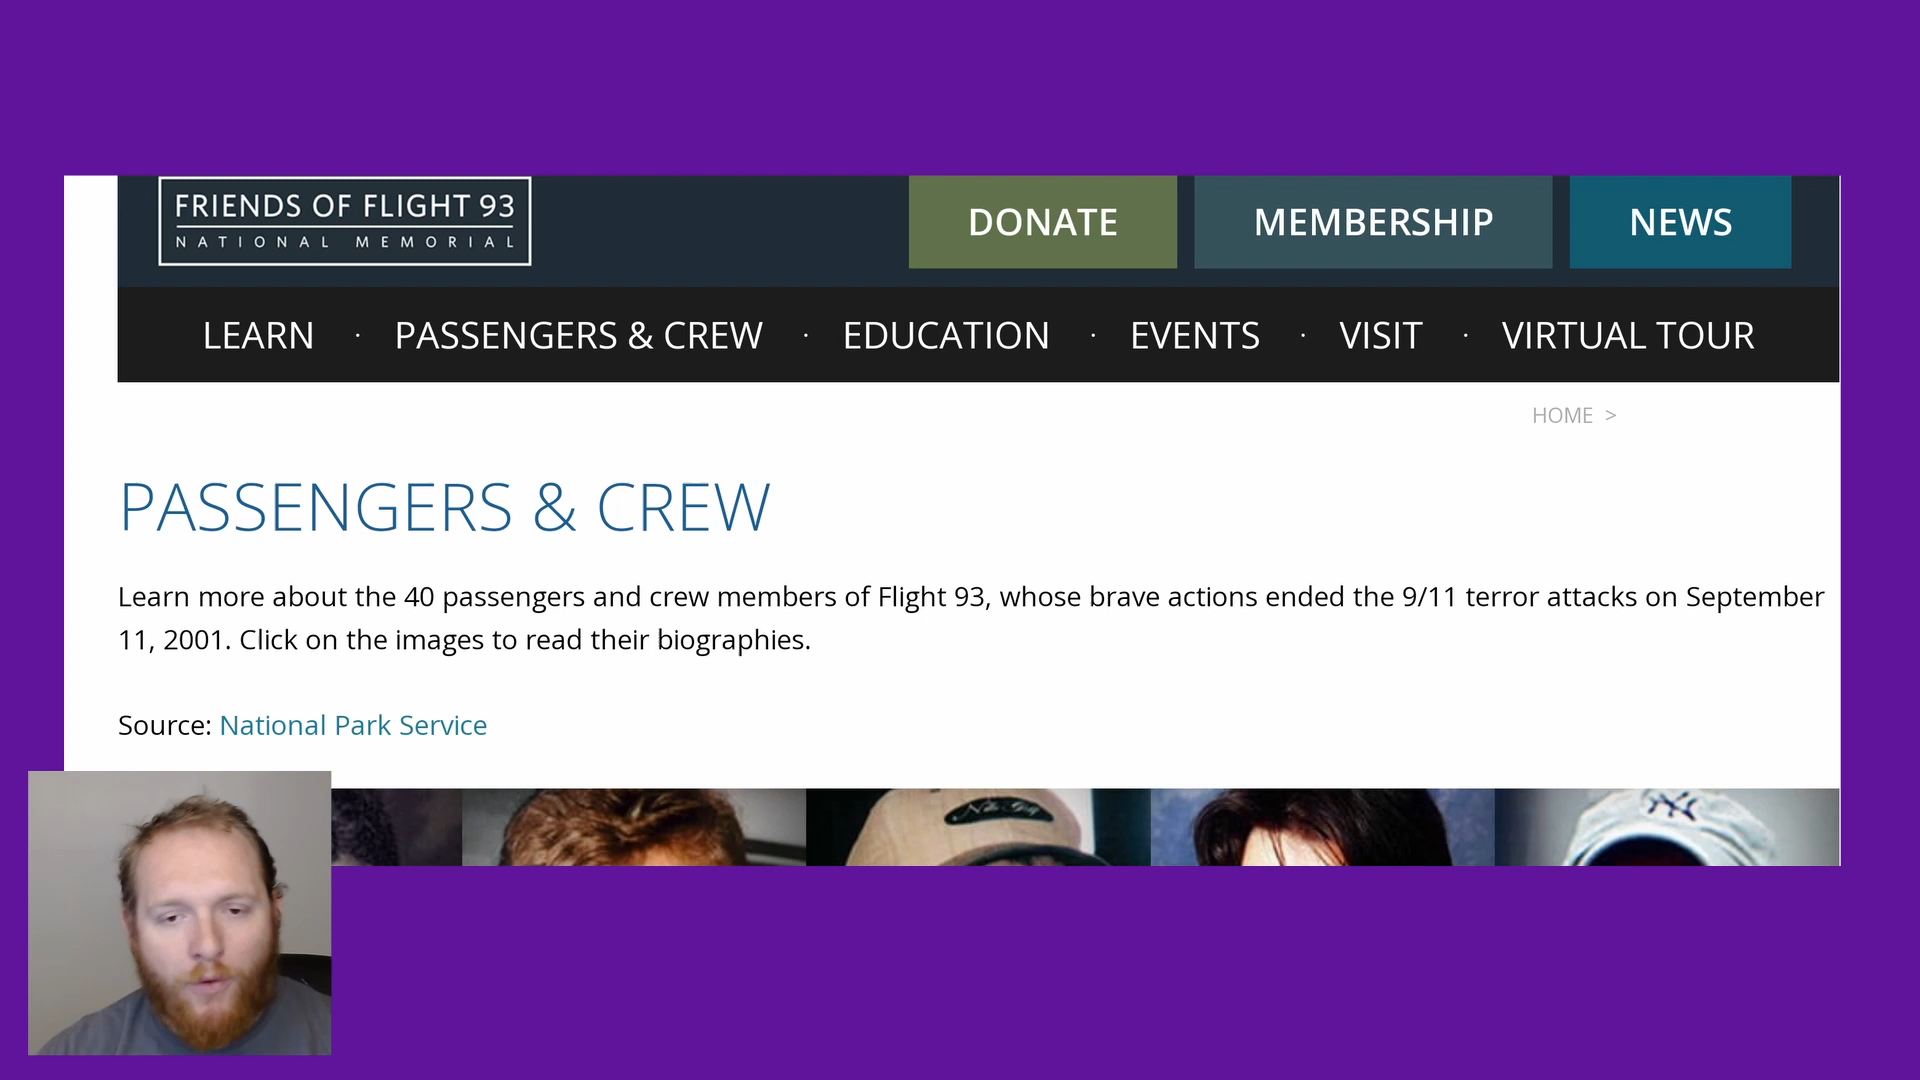 FRIENDS OF FLIGHT 93
NATIONAL MEMORIAL
DONATE
MEMBERSHIP
NEWS
LEARN · PASSENGERS & CREW · EDUCATION · EVENTS · VISIT · VIRTUAL TOUR
HOME >
PASSENGERS & CREW
Learn more about the 40 passengers and crew members of Flight 93, whose brave actions ended the 9/11 terror attacks on September
11, 2001. Click on the images to read their biographies.
Source: National Park Service
NY